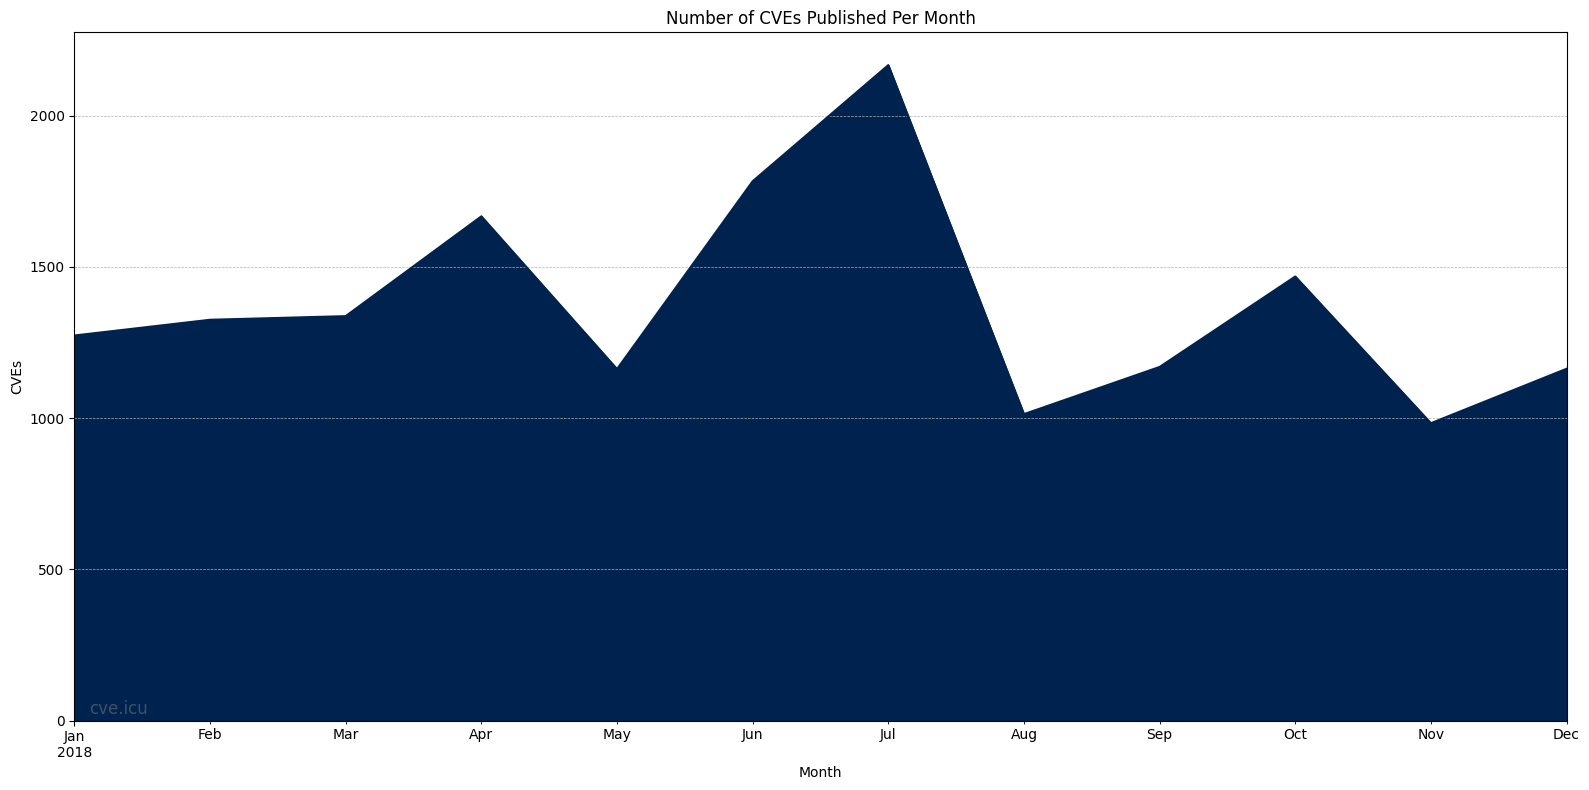 Number of CVEs Published Per Month
2000
1500
1000
500
0
CVEs
cve.icu
Jan Feb Mar Apr May Jun Jul Aug Sep Oct Nov Dec
2018
Month